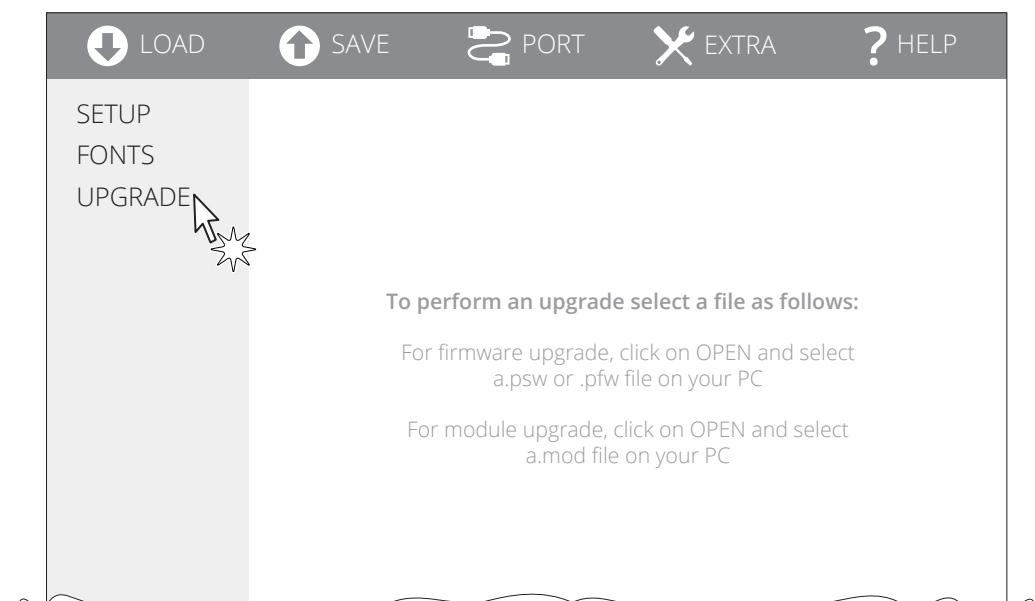 LOAD SAVE PORT EXTRA ? HELP
SETUP
FONTS
UPGRADE
To perform an upgrade select a file as follows:
For firmware upgrade, click on OPEN and select
a.psw or .pfw file on your PC
For module upgrade, click on OPEN and select
a.mod file on your PC